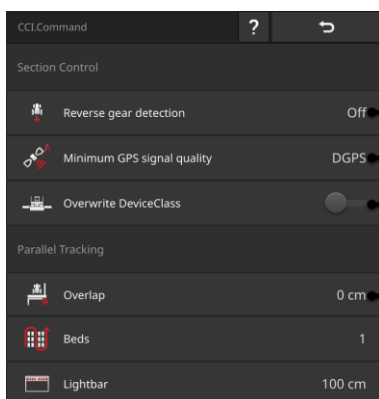 CCI.Command ?
Section Control
Reverse gear detection Off
Minimum GPS signal quality DGPS
Overwrite DeviceClass
Parallel Tracking
Overlap 0 cm
Beds 1
Lightbar 100 cm